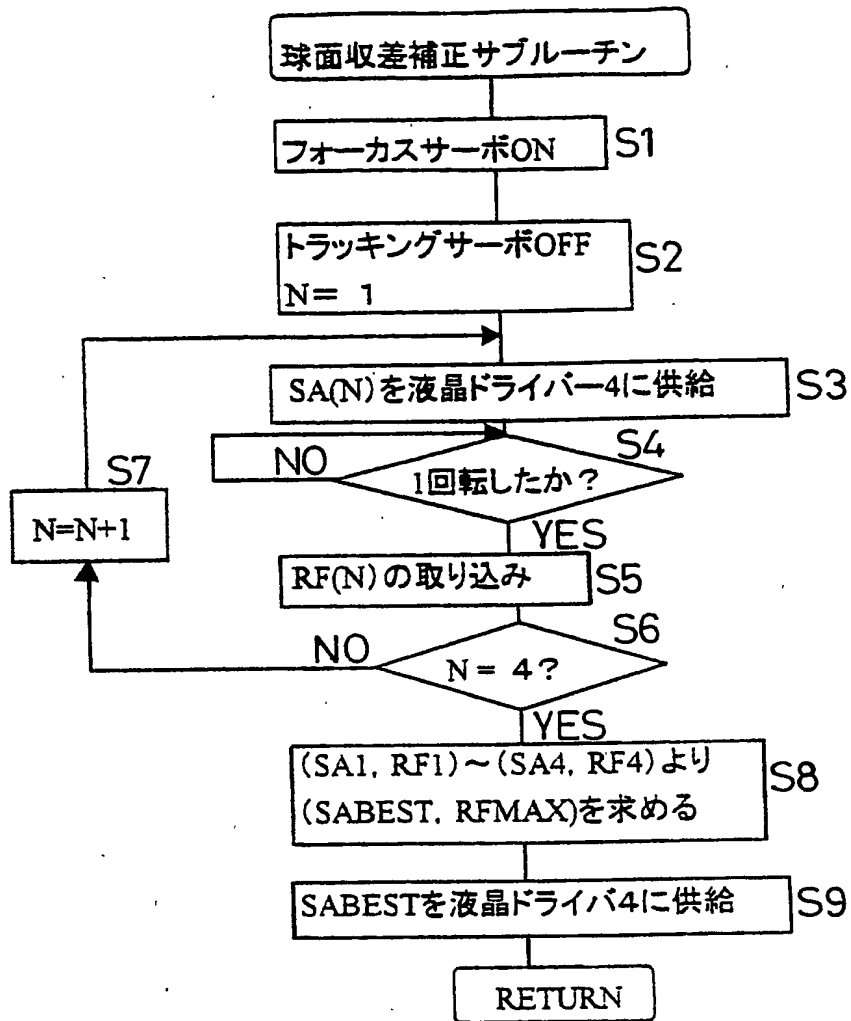 球面収差補正サブルーチン
フォーカスサーボON
S1
トラッキングサーボOFF
N= 1
S2
SA(N)を液晶ドライバー4に供給
S3
S4
NO
1回転したか?
S7
N=N+1
YES
RF(N)の取り込み
S5
S6
NO
N = 4?
YES
(SA1, RF1)~(SA4, RF4)より
(SABEST, RFMAX)を求める
S8
SABESTを液晶ドライバ4に供給
S9
RETURN